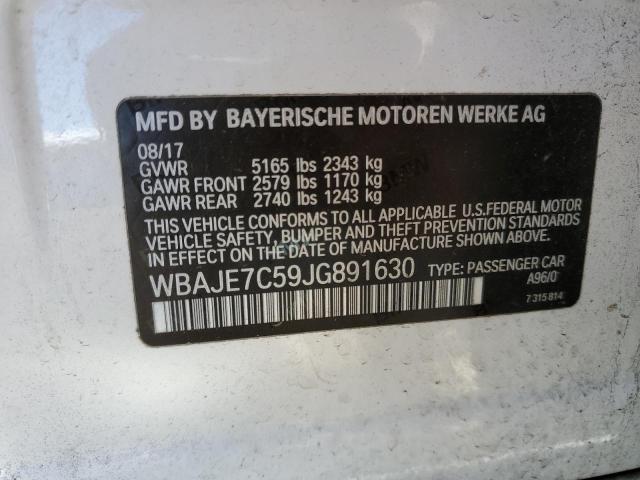 MFD BY BAYERISCHE MOTOREN WERKE AG
08/17
GVWR 5165 lbs 2343 kg
GAWR FRONT 2579 lbs 1170 kg
GAWR REAR 2740 lbs 1243 kg
THIS VEHICLE CONFORMS TO ALL APPLICABLE U.S.FEDERAL MOTOR
VEHICLE SAFETY, BUMPER AND THEFT PREVENTION STANDARDS
IN EFFECT ON THE DATE OF MANUFACTURE SHOWN ABOVE.
WBAJE7C59JG891630 TYPE: PASSENGER CAR
A96/0
7 315 814